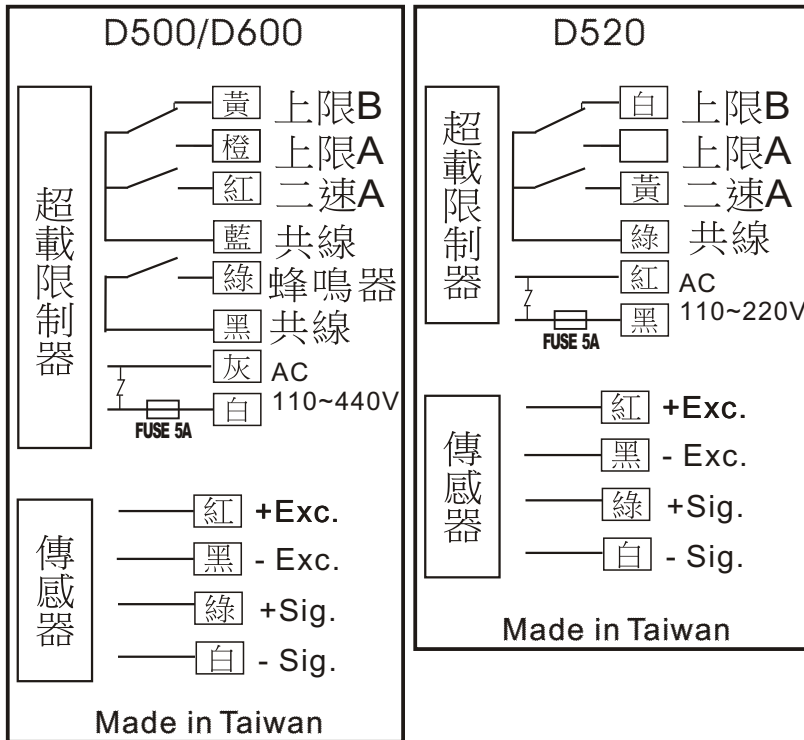 D500/D600
超載限制器
黃 上限B
橙 上限A
紅 二速A
藍 共線
綠 蜂鳴器
黑 共線
灰 AC
白 110~440V
FUSE 5A
傳感器
紅 +Exc.
黑 - Exc.
綠 +Sig.
白 - Sig.
Made in Taiwan
D520
超載限制器
白 上限B
上限A
黃 二速A
綠 共線
紅 AC
黑 110~220V
FUSE 5A
傳感器
紅 +Exc.
黑 - Exc.
綠 +Sig.
白 - Sig.
Made in Taiwan